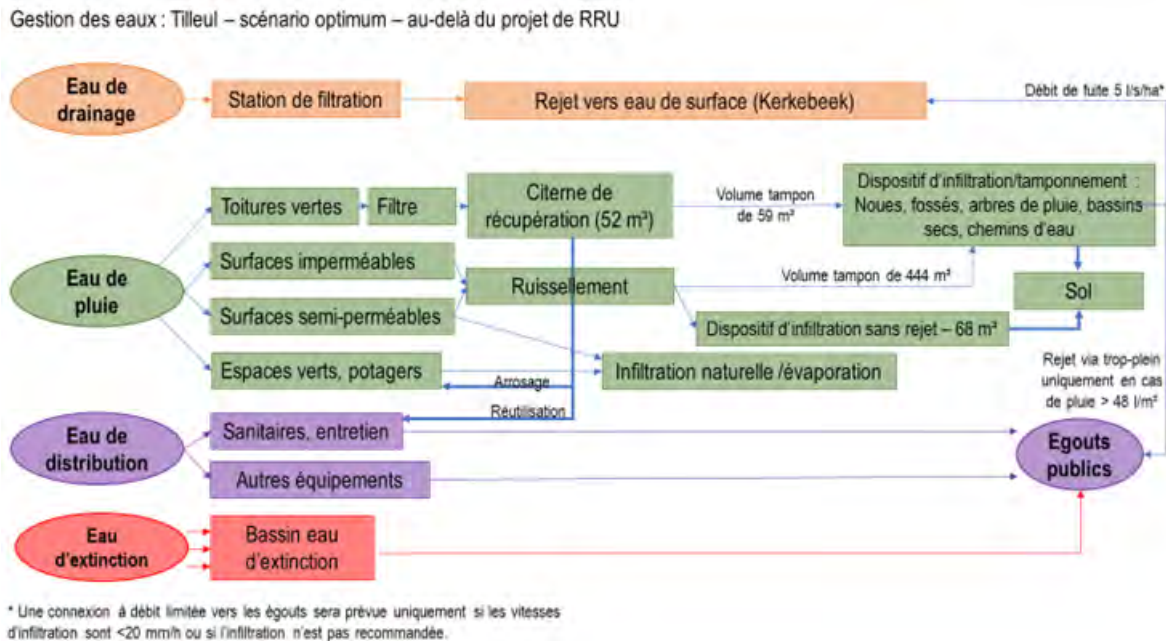 Gestion des eaux : Tilleul – scénario optimum – au-delà du projet de RRU
Eau de
drainage
Station de filtration
Rejet vers eau de surface (Kerkebeek)
Débit de fuite 5 l/s/ha*
Eau de
pluie
Toitures vertes
Filtre
Citerne de
récupération (52 m³)
Volume tampon
de 59 m³
Dispositif d'infiltration/tamponnement :
Noues, fossés, arbres de pluie, bassins
secs, chemins d'eau
Surfaces imperméables
Surfaces semi-perméables
Ruissellement
Volume tampon de 444 m³
Sol
Dispositif d'infiltration sans rejet – 68 m³
Espaces verts, potagers
Infiltration naturelle /évaporation
Arrosage
Réutilisation
Rejet via trop-plein
uniquement en cas
de pluie > 48 l/m²
Eau de
distribution
Sanitaires, entretien
Autres équipements
Egouts
publics
Eau
d'extinction
Bassin eau
d'extinction
* Une connexion à débit limitée vers les égouts sera prévue uniquement si les vitesses
d'infiltration sont <20 mm/h ou si l'infiltration n'est pas recommandée.